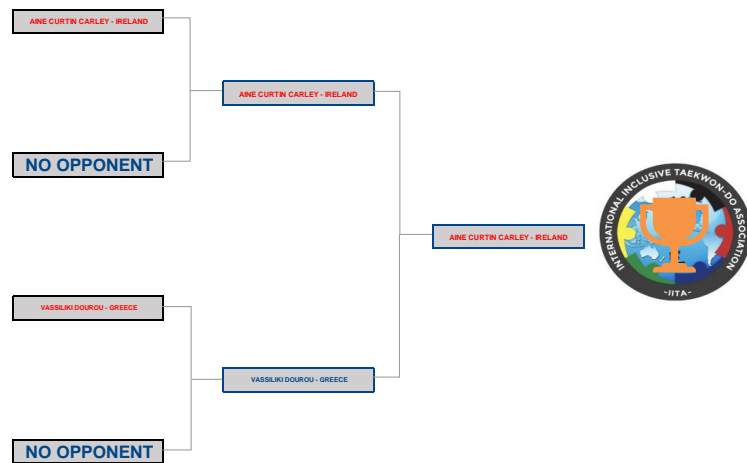 AINE CURTIN CARLEY - IRELAND
AINE CURTIN CARLEY - IRELAND
NO OPPONENT
INTERNATIONAL INCLUSIVE TAEKWON-DO ASSOCIATION
~IITA~
AINE CURTIN CARLEY - IRELAND
VASSILIKI DOUROU - GREECE
VASSILIKI DOUROU - GREECE
NO OPPONENT